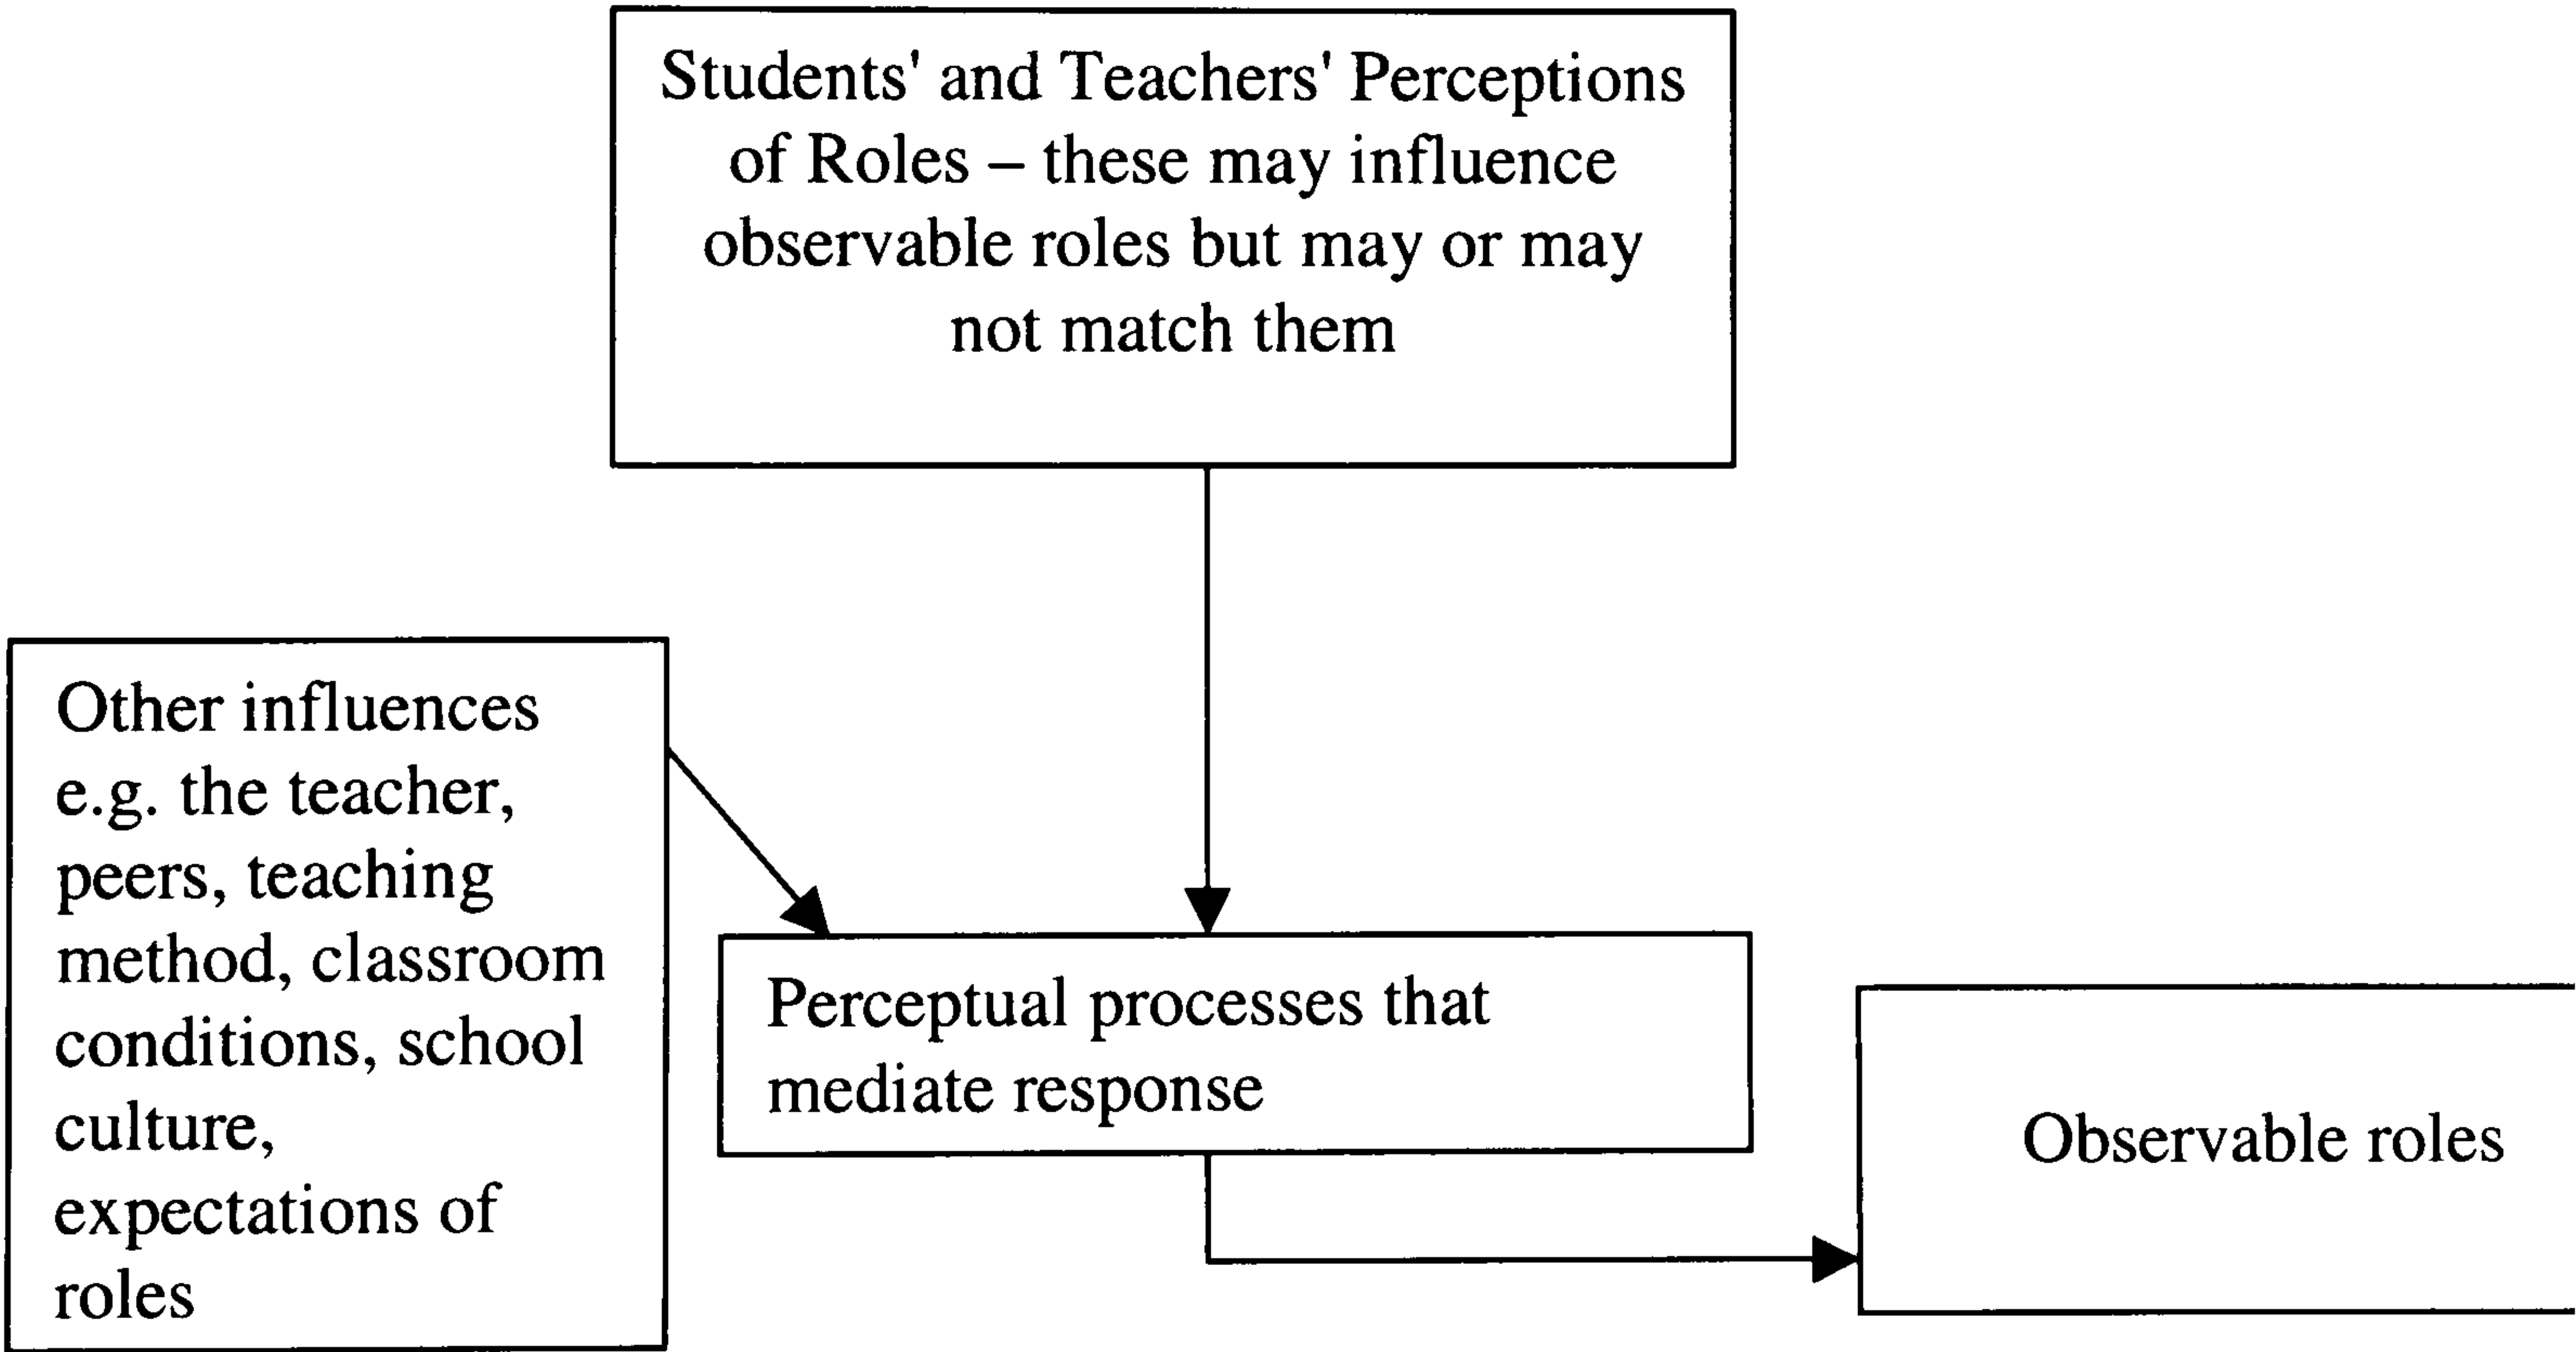 Students' and Teachers' Perceptions
of Roles – these may influence
observable roles but may or may
not match them
Other influences
e.g. the teacher,
peers, teaching
method, classroom
conditions, school
culture,
expectations of
roles
Perceptual processes that
mediate response
Observable roles